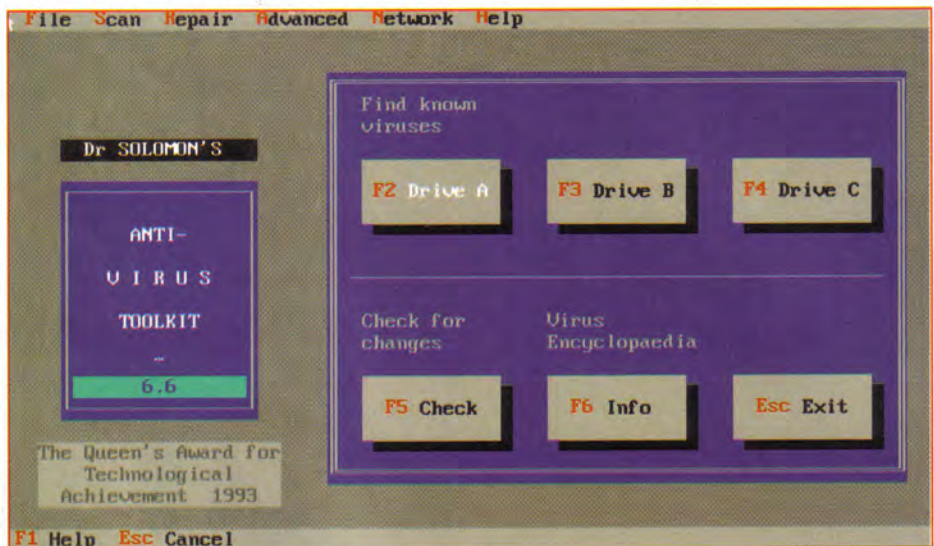 File Scan Repair Advanced Network Help
Dr SOLOMON'S
ANTI-
V I R U S
TOOLKIT
–
6.6
The Queen's Award for
Technological
Achievement 1993
Find known
viruses
F2 Drive A
F3 Drive B
F4 Drive C
Check for
changes
Virus
Encyclopaedia
F5 Check
F6 Info
Esc Exit
F1 Help Esc Cancel